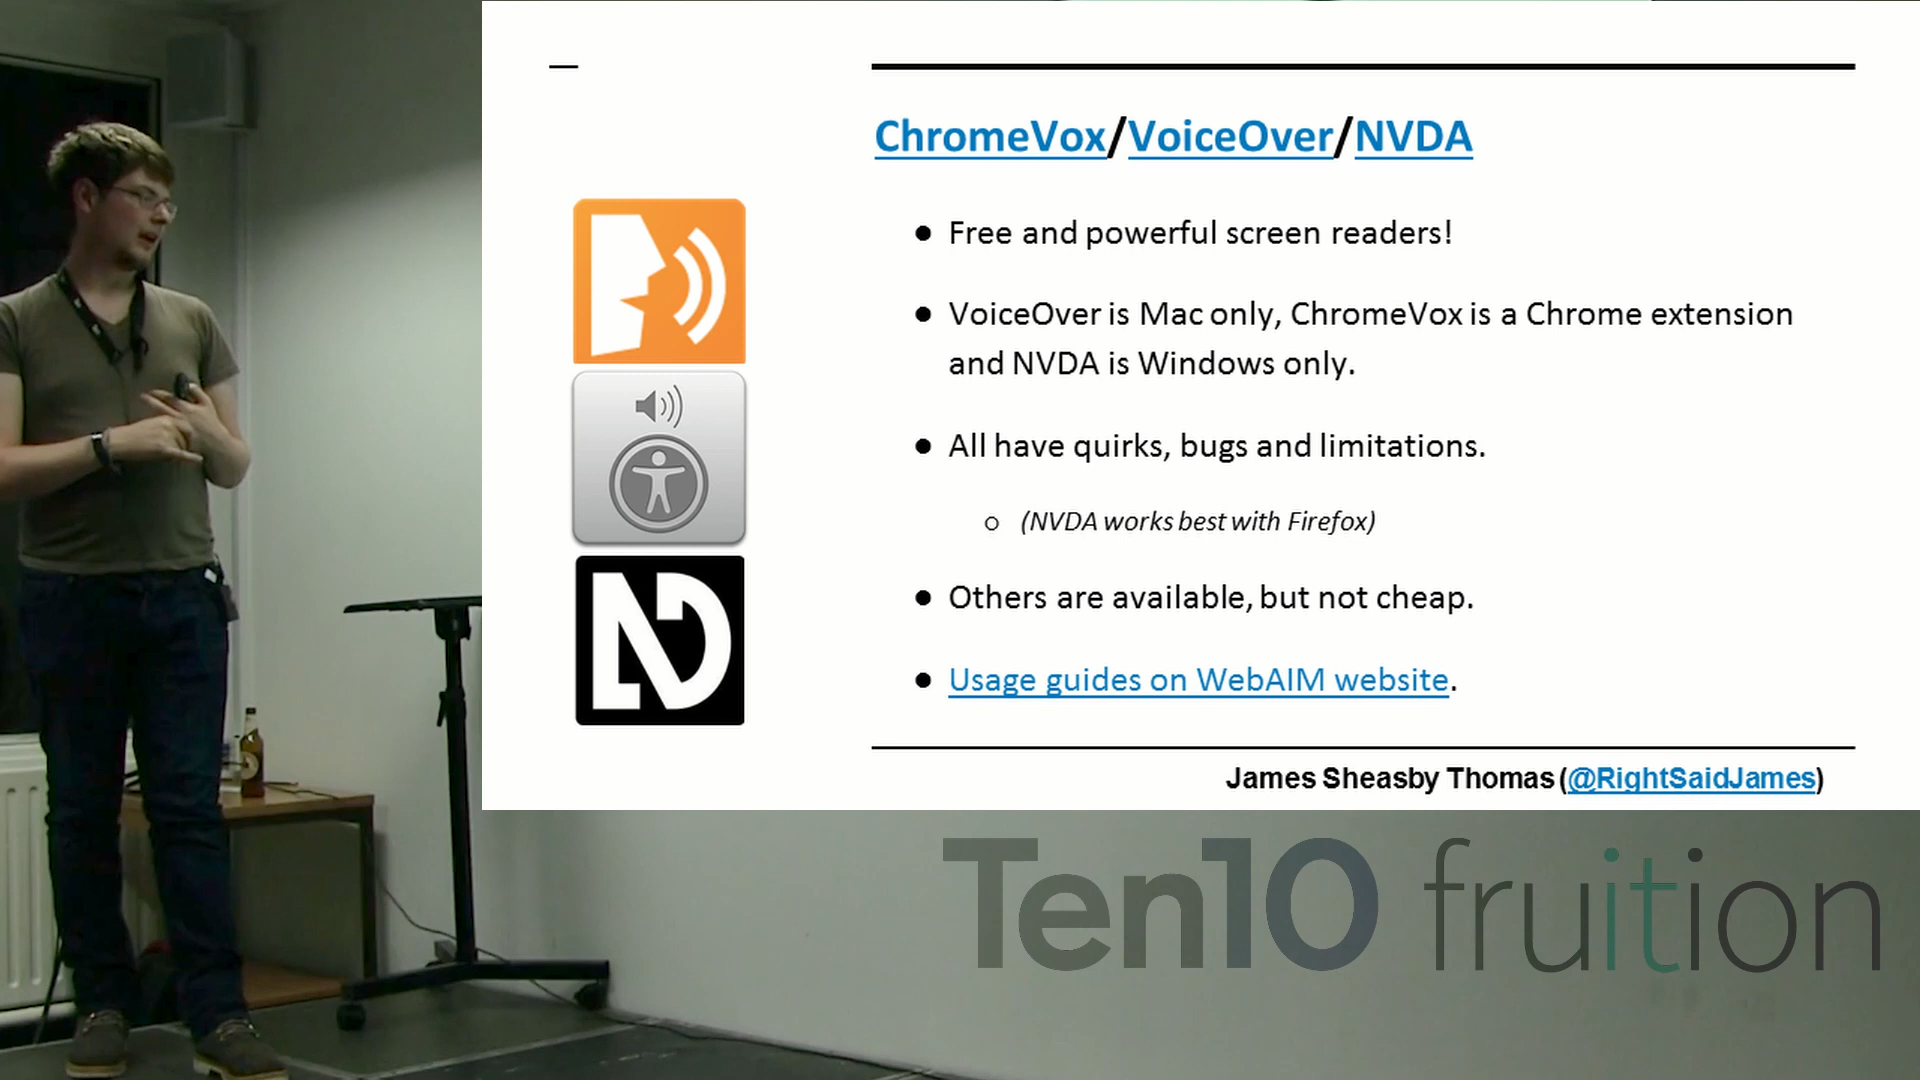 ChromeVox/VoiceOver/NVDA
● Free and powerful screen readers!
● VoiceOver is Mac only, ChromeVox is a Chrome extension
and NVDA is Windows only.
● All have quirks, bugs and limitations.
○ (NVDA works best with Firefox)
● Others are available, but not cheap.
● Usage guides on WebAIM website.
James Sheasby Thomas (@RightSaidJames)
Ten10 fruition